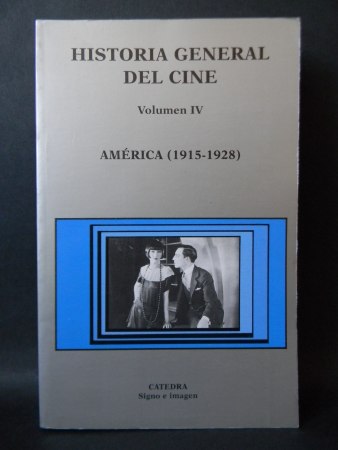 HISTORIA GENERAL
DEL CINE
Volumen IV
AMÉRICA (1915-1928)
CATEDRA
Signo e imagen